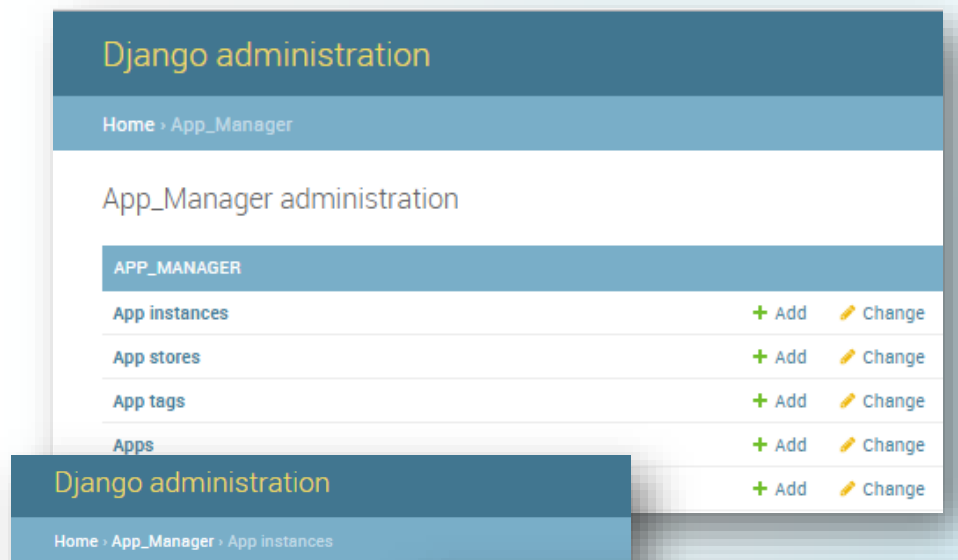 Django administration
Home › App_Manager
App_Manager administration
APP_MANAGER
App instances + Add Change
App stores + Add Change
App tags + Add Change
Apps + Add Change
+ Add Change
Django administration
Home › App_Manager › App instances